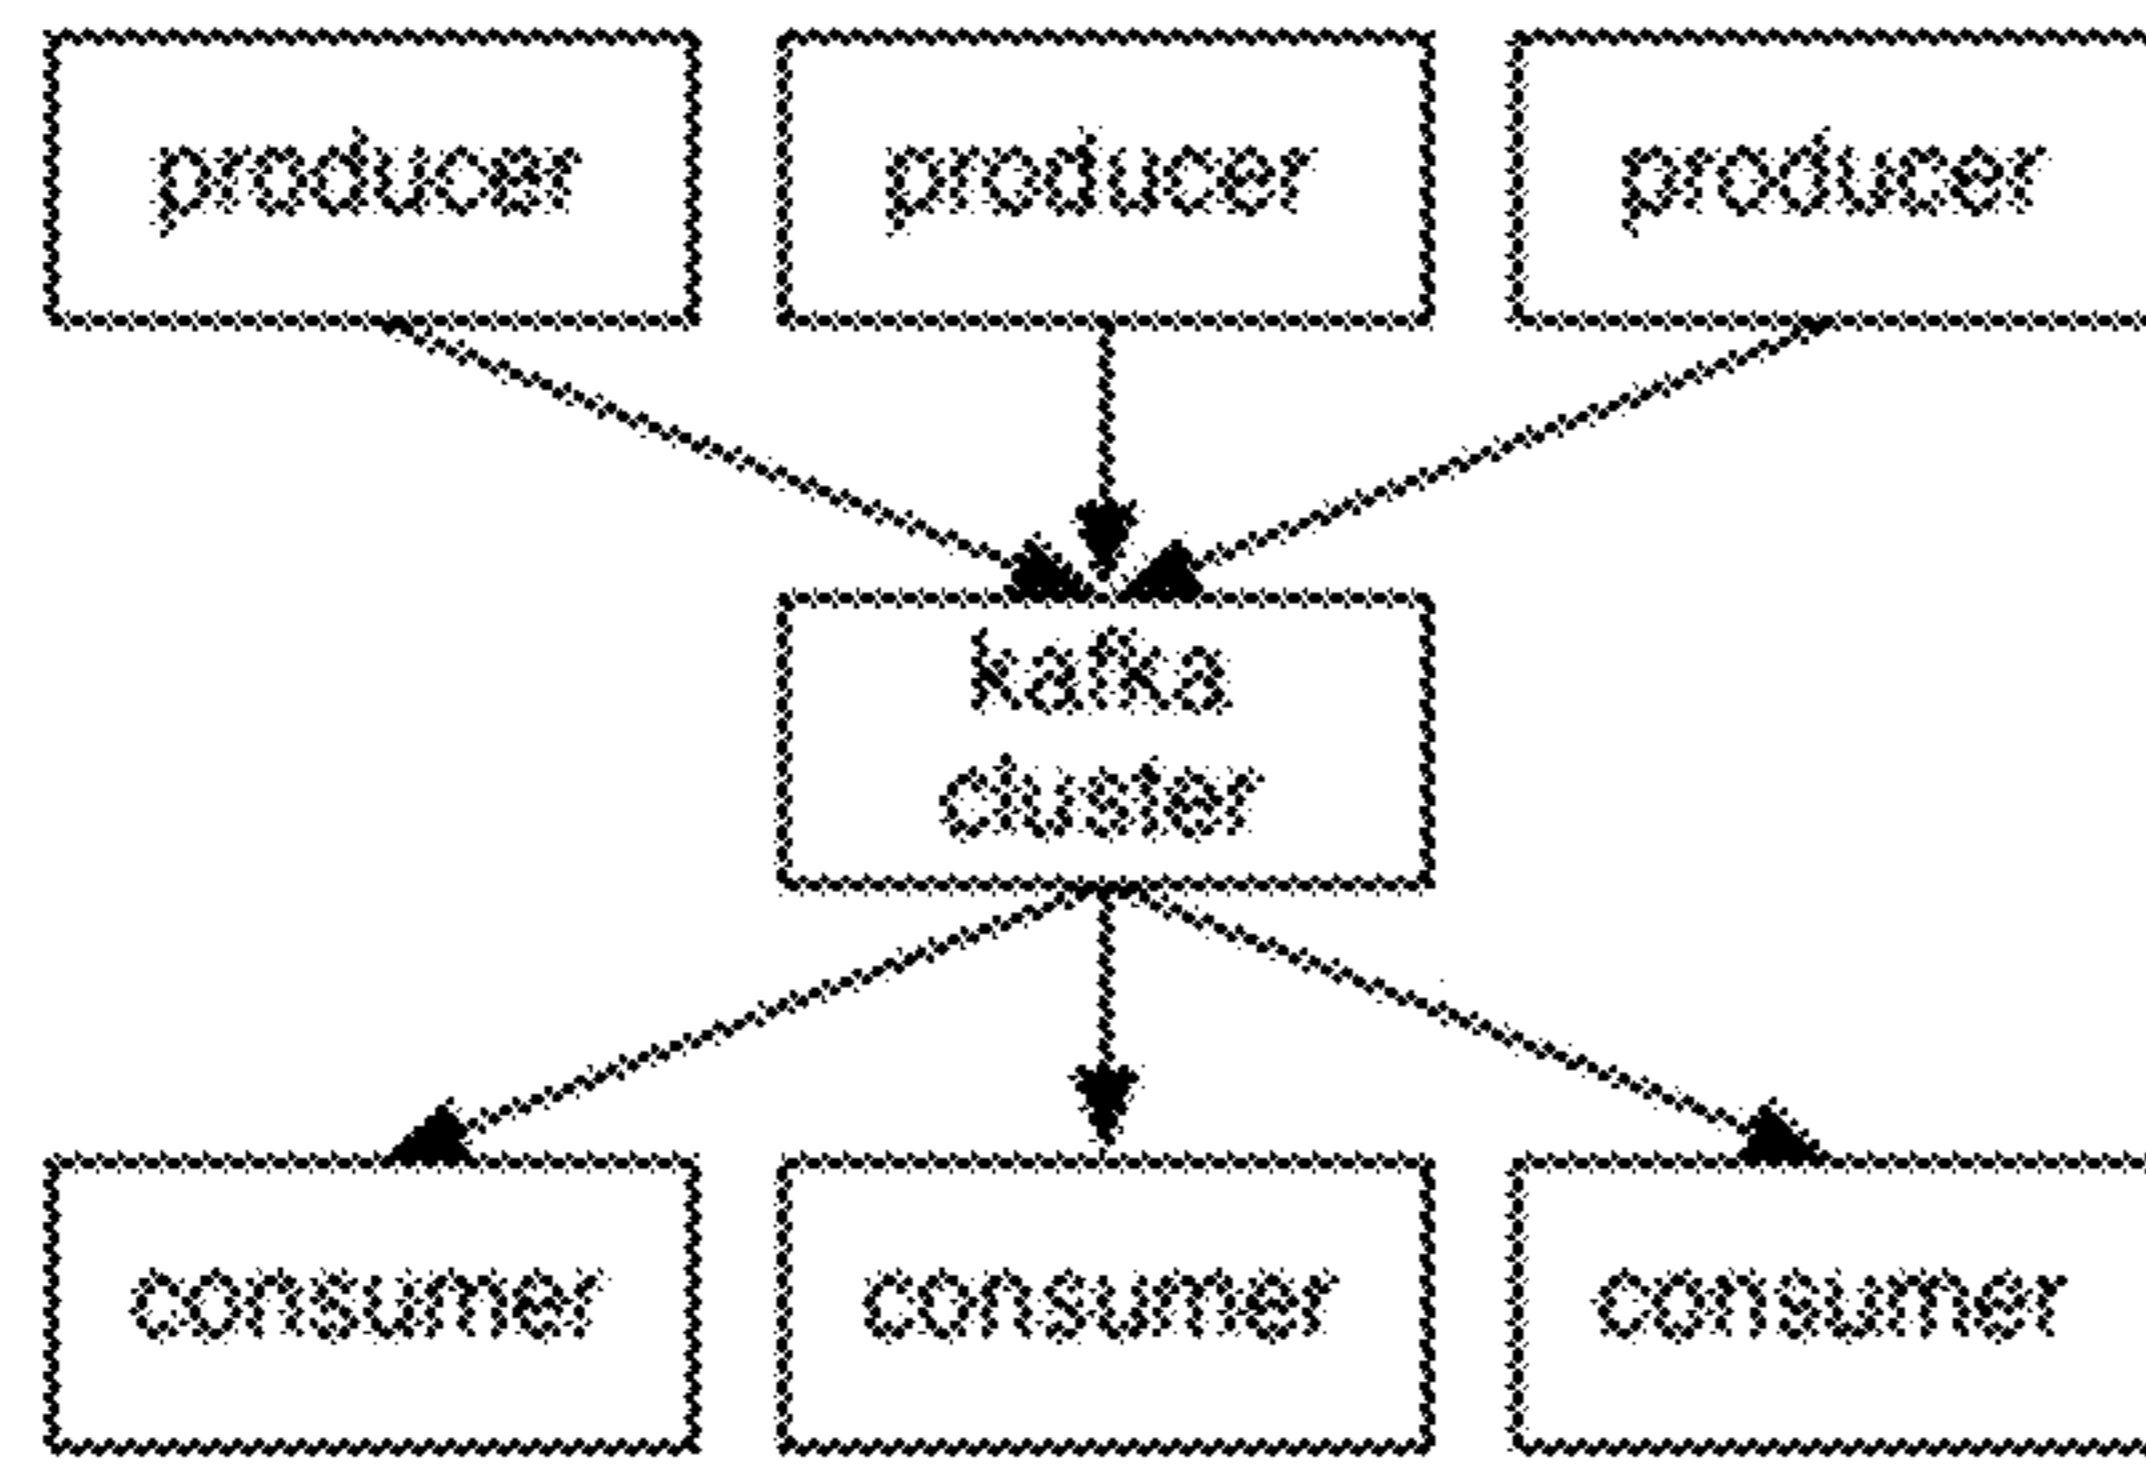 producer
producer
producer
kafka
cluster
consumer
consumer
consumer